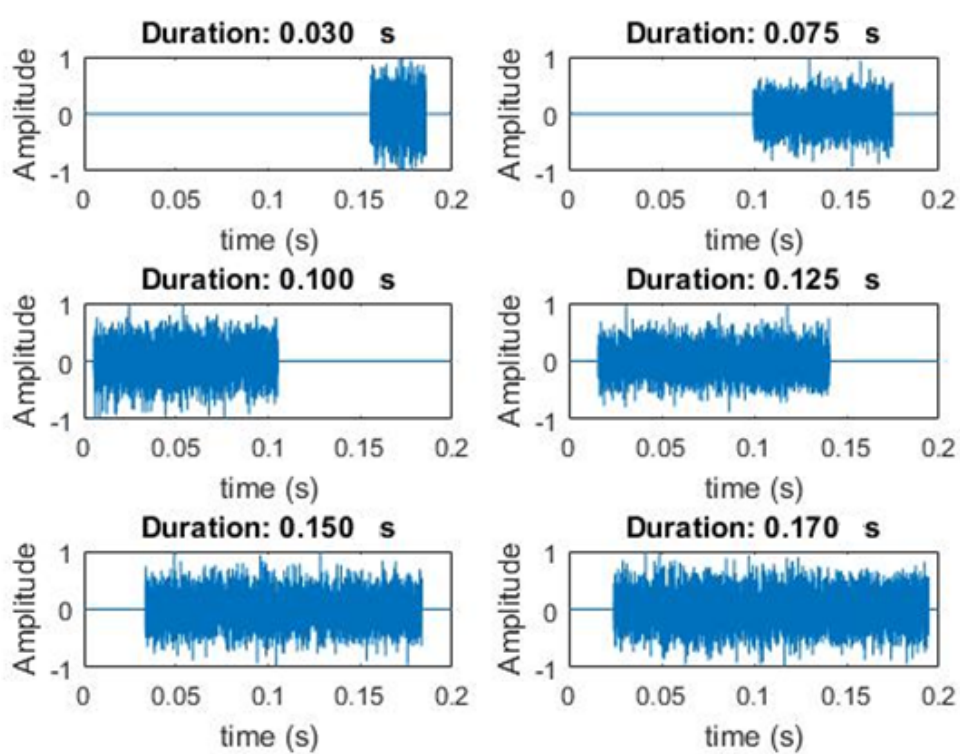 Duration: 0.030 s
Amplitude
1
0
-1
0 0.05 0.1 0.15 0.2
time (s)
Duration: 0.075 s
Amplitude
1
0
-1
0 0.05 0.1 0.15 0.2
time (s)
Duration: 0.100 s
Amplitude
1
0
-1
0 0.05 0.1 0.15 0.2
time (s)
Duration: 0.125 s
Amplitude
1
0
-1
0 0.05 0.1 0.15 0.2
time (s)
Duration: 0.150 s
Amplitude
1
0
-1
0 0.05 0.1 0.15 0.2
time (s)
Duration: 0.170 s
Amplitude
1
0
-1
0 0.05 0.1 0.15 0.2
time (s)